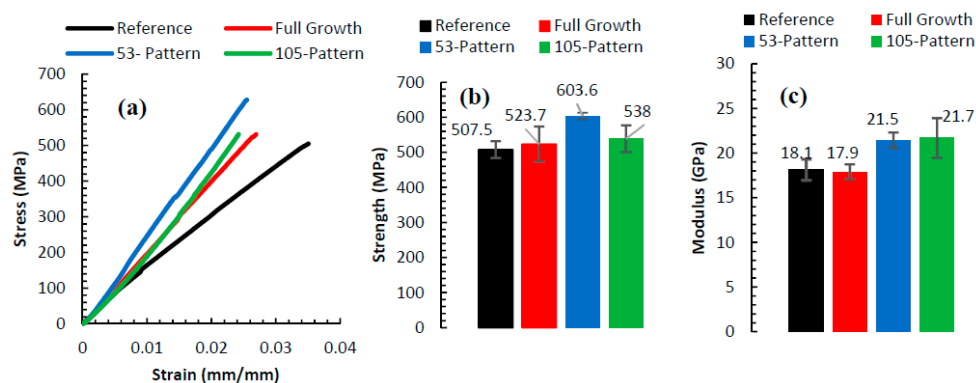 Reference Full Growth
53- Pattern 105-Pattern
(a)
Stress (MPa)
700
600
500
400
300
200
100
0
0 0.01 0.02 0.03 0.04
Strain (mm/mm)
Reference Full Growth
53-Pattern 105-Pattern
(b)
Strength (MPa)
700
600
500
400
300
200
100
0
507.5
523.7
603.6
538
Reference Full Growth
53-Pattern 105-Pattern
(c)
Modulus (GPa)
30
25
20
15
10
5
0
18.1
17.9
21.5
21.7